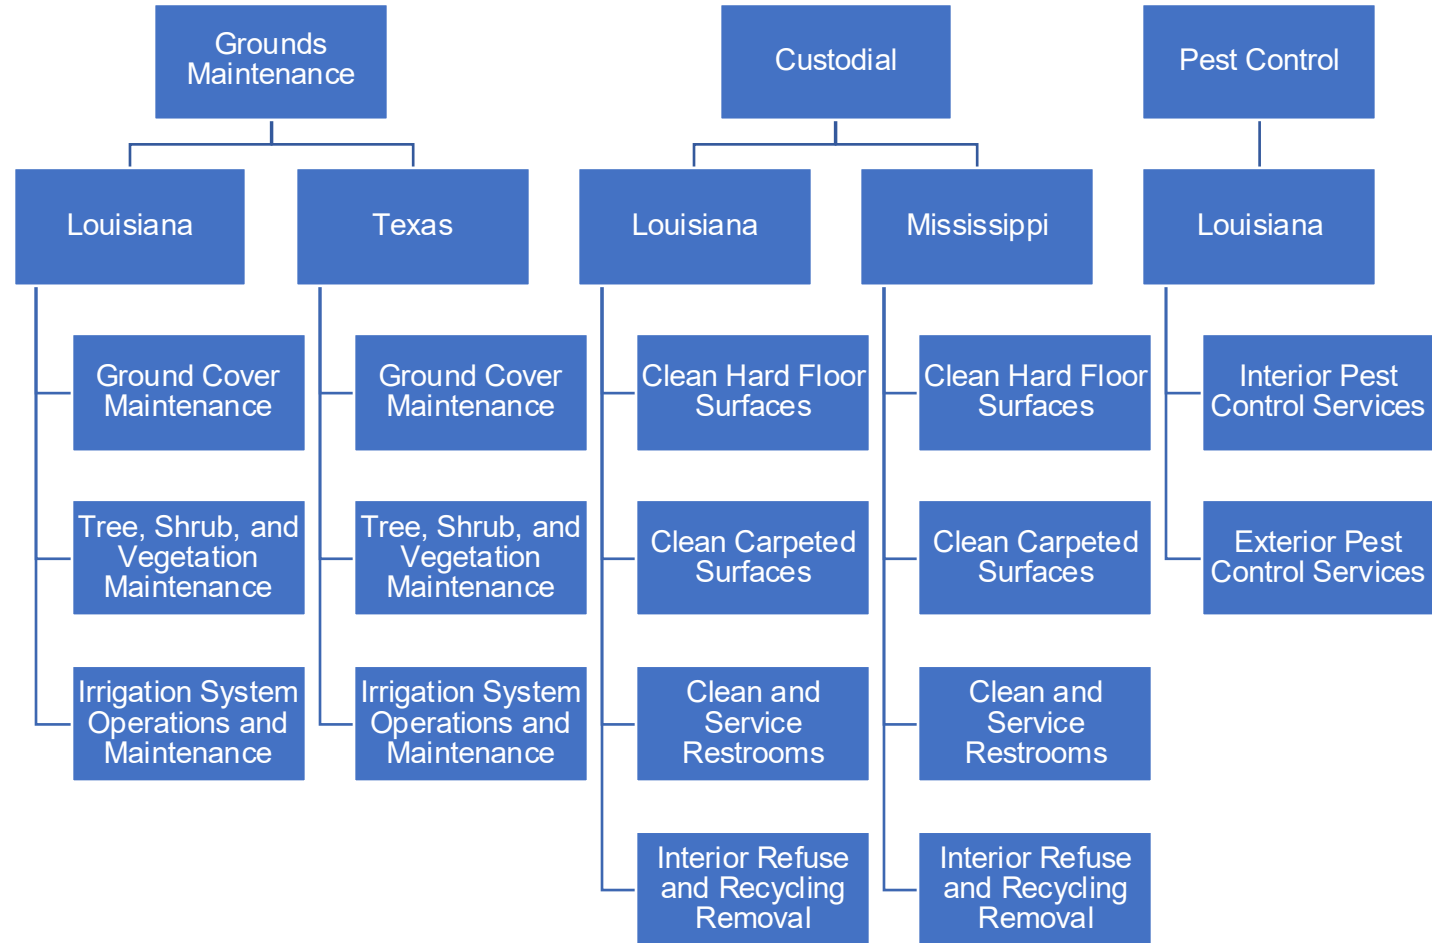 Grounds
Maintenance
Custodial
Pest Control
Louisiana
Texas
Louisiana
Mississippi
Louisiana
Ground Cover
Maintenance
Tree, Shrub, and
Vegetation
Maintenance
Irrigation System
Operations and
Maintenance
Ground Cover
Maintenance
Tree, Shrub, and
Vegetation
Maintenance
Irrigation System
Operations and
Maintenance
Clean Hard Floor
Surfaces
Clean Carpeted
Surfaces
Clean and
Service
Restrooms
Interior Refuse
and Recycling
Removal
Clean Hard Floor
Surfaces
Clean Carpeted
Surfaces
Clean and
Service
Restrooms
Interior Refuse
and Recycling
Removal
Interior Pest
Control Services
Exterior Pest
Control Services